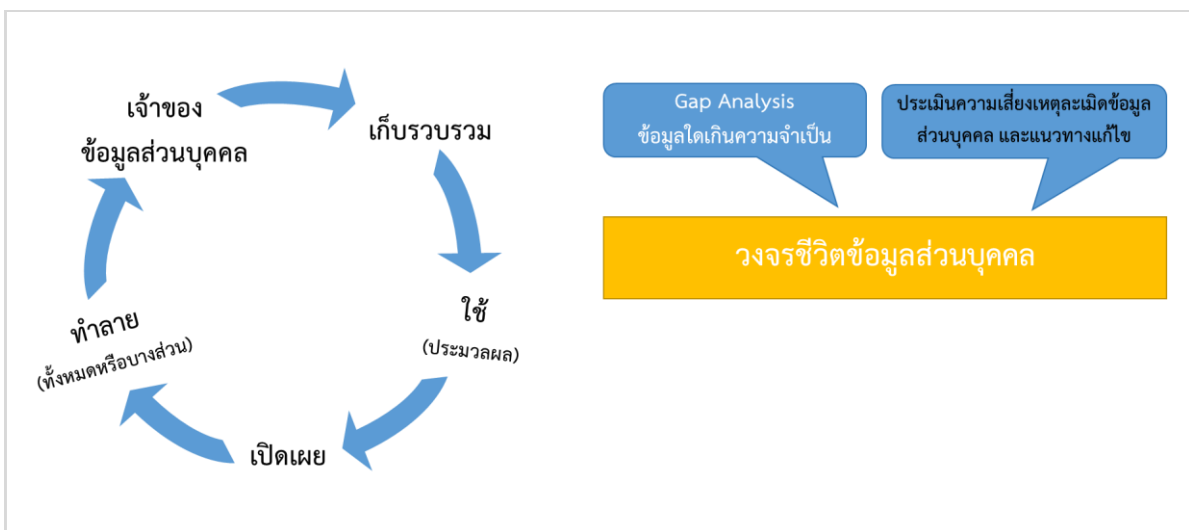 เจ้าของ
ข้อมูลส่วนบุคคล
เก็บรวบรวม
ใช้
(ประมวลผล)
เปิดเผย
ทำลาย
(ทั้งหมดหรือบางส่วน)
Gap Analysis
ข้อมูลใดเกินความจำเป็น
ประเมินความเสี่ยงเหตุละเมิดข้อมูล
ส่วนบุคคล และแนวทางแก้ไข
วงจรชีวิตข้อมูลส่วนบุคคล